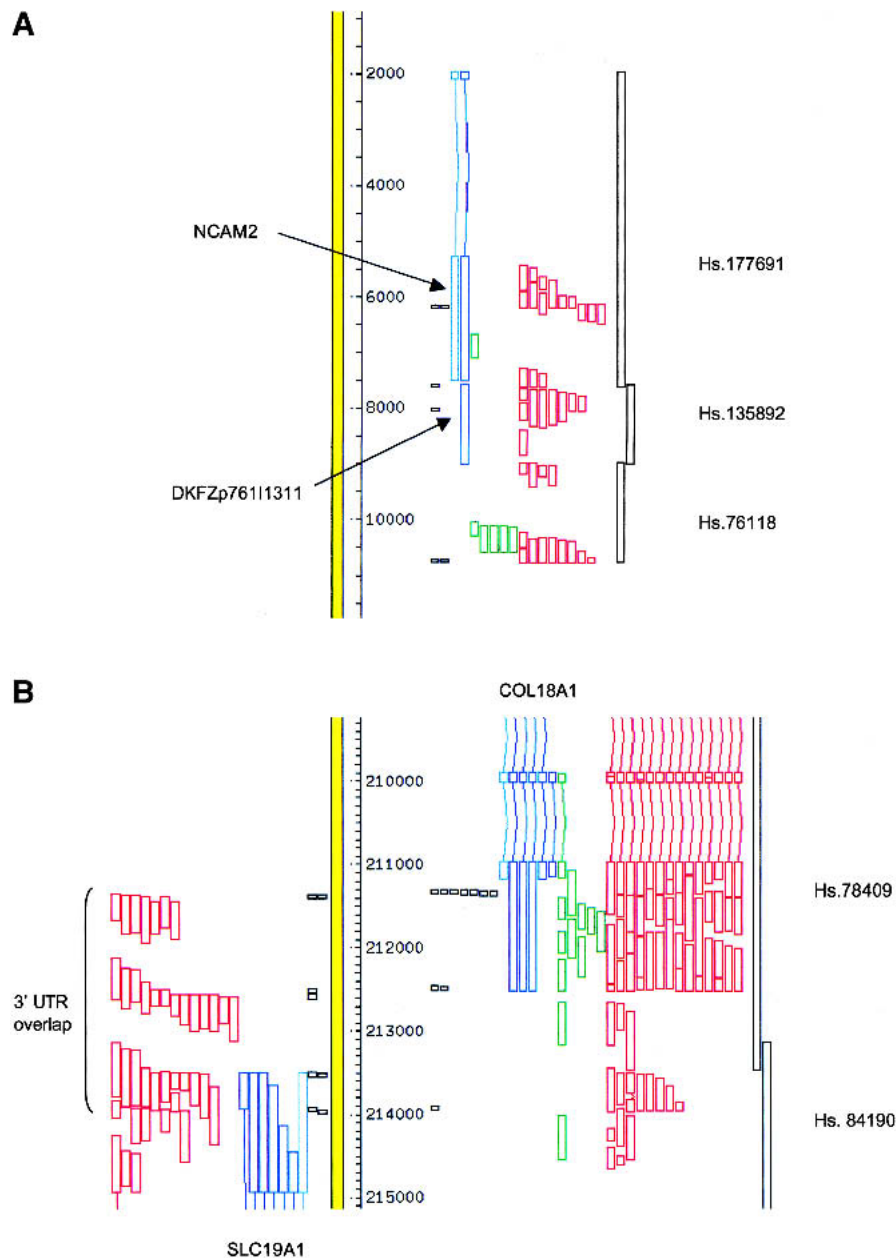 A
2000
4000
NCAM2
Hs.177691
6000
8000
Hs.135892
DKFZp761I1311
10000
Hs.76118
B
COL18A1
210000
211000
Hs.78409
212000
3' UTR
overlap
213000
214000
Hs. 84190
215000
SLC19A1